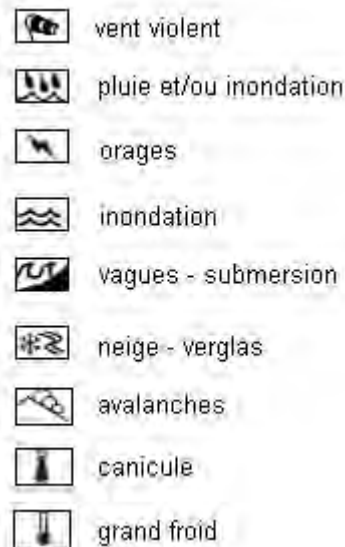 vent violent
pluie et/ou inondation
orages
inondation
vagues - submersion
neige - verglas
avalanches
canicule
grand froid